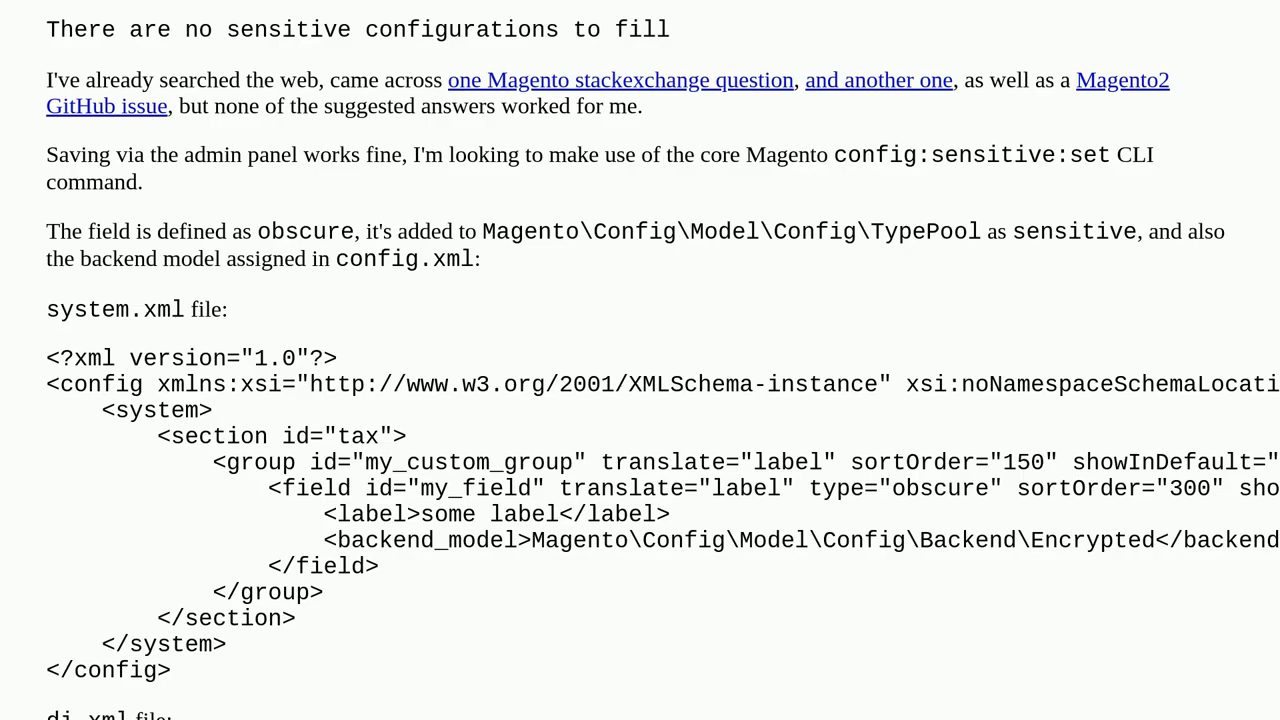 There are no sensitive configurations to fill
I've already searched the web, came across one Magento stackexchange question, and another one, as well as a Magento2
GitHub issue, but none of the suggested answers worked for me.
Saving via the admin panel works fine, I'm looking to make use of the core Magento config:sensitive:set CLI
command.
The field is defined as obscure, it's added to Magento\Config\Model\Config\TypePool as sensitive, and also
the backend model assigned in config.xml:
system.xml file:
<?xml version="1.0"?>
<config xmlns:xsi="http://www.w3.org/2001/XMLSchema-instance" xsi:noNamespaceSchemaLocati
    <system>
        <section id="tax">
            <group id="my_custom_group" translate="label" sortOrder="150" showInDefault="
                <field id="my_field" translate="label" type="obscure" sortOrder="300" sho
                    <label>some label</label>
                    <backend_model>Magento\Config\Model\Config\Backend\Encrypted</backend
                </field>
            </group>
        </section>
    </system>
</config>
di.xml file: